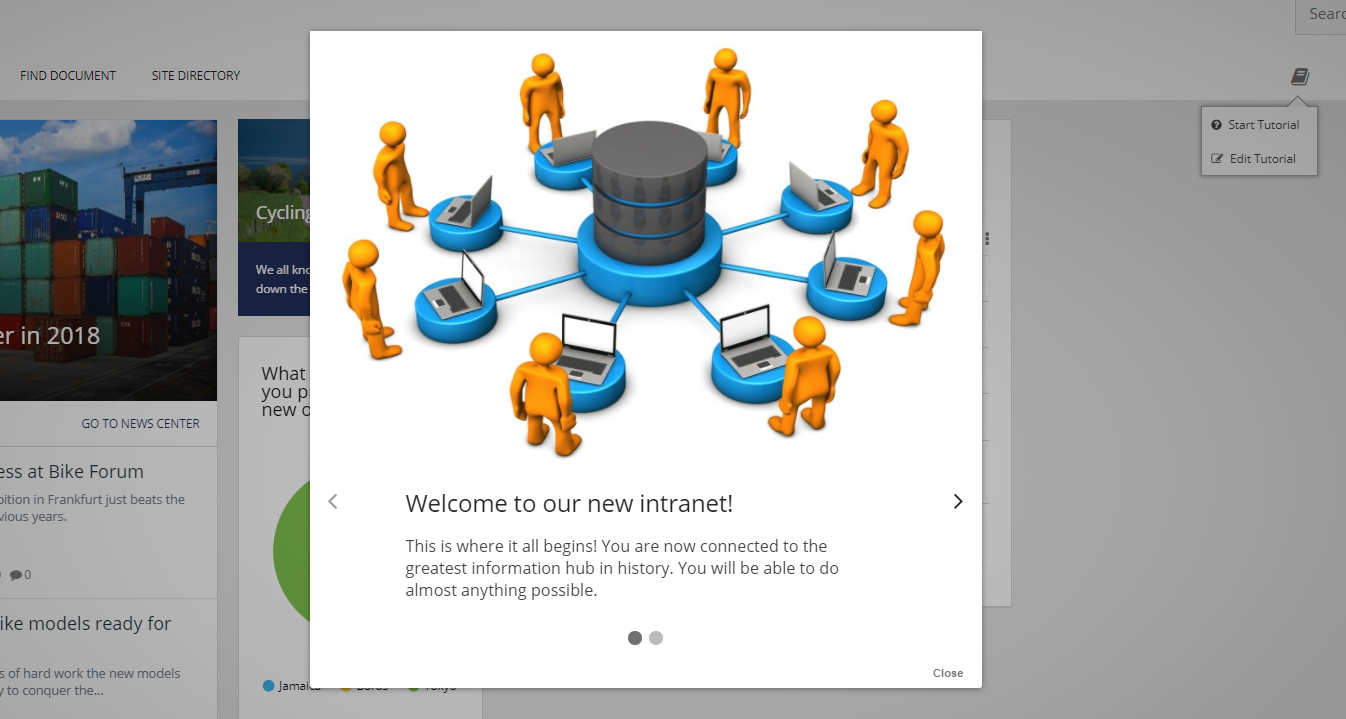 Searc
FIND DOCUMENT
SITE DIRECTORY
Start Tutorial
Edit Tutorial
er in 2018
GO TO NEWS CENTER
ess at Bike Forum
bition in Frankfurt just beats the
vious years.
0
ike models ready for
s of hard work the new models
y to conquer the...
Cycling
We all kno
down the
What
you p
new o
Jamaica
Tokyo
Welcome to our new intranet!
This is where it all begins! You are now connected to the
greatest information hub in history. You will be able to do
almost anything possible.
Close